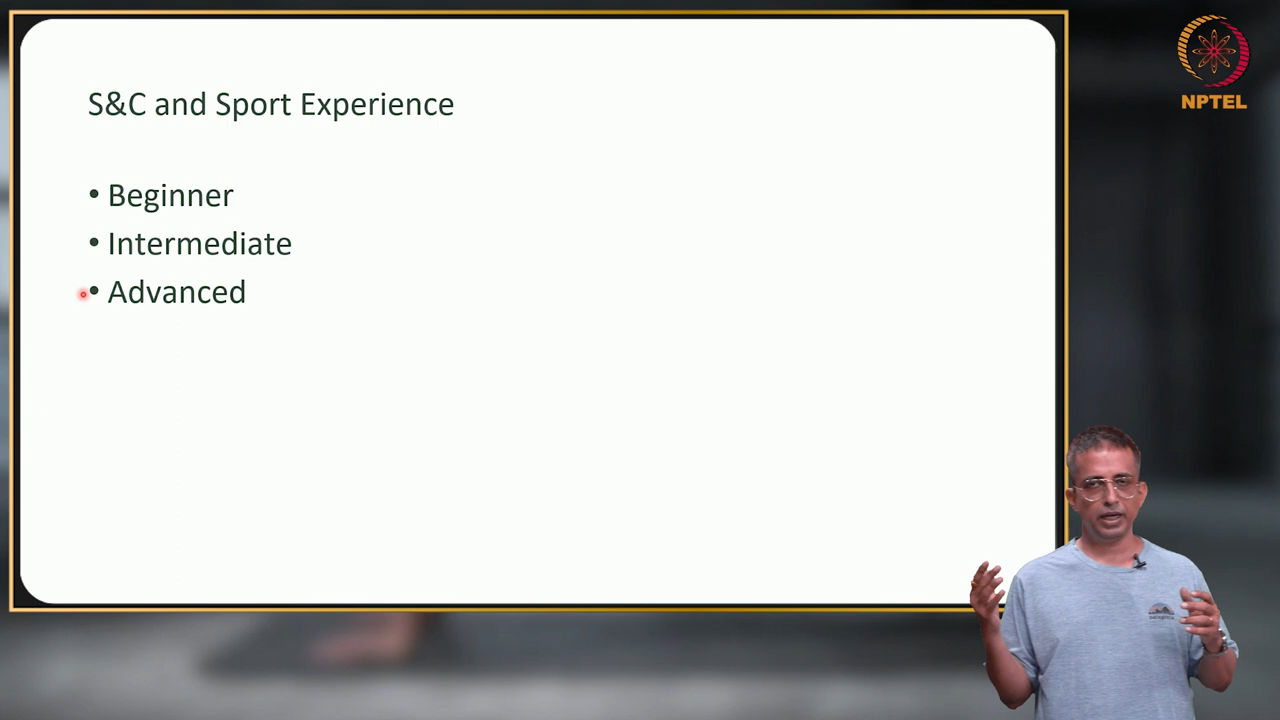 S&C and Sport Experience
• Beginner
• Intermediate
• Advanced
NPTEL